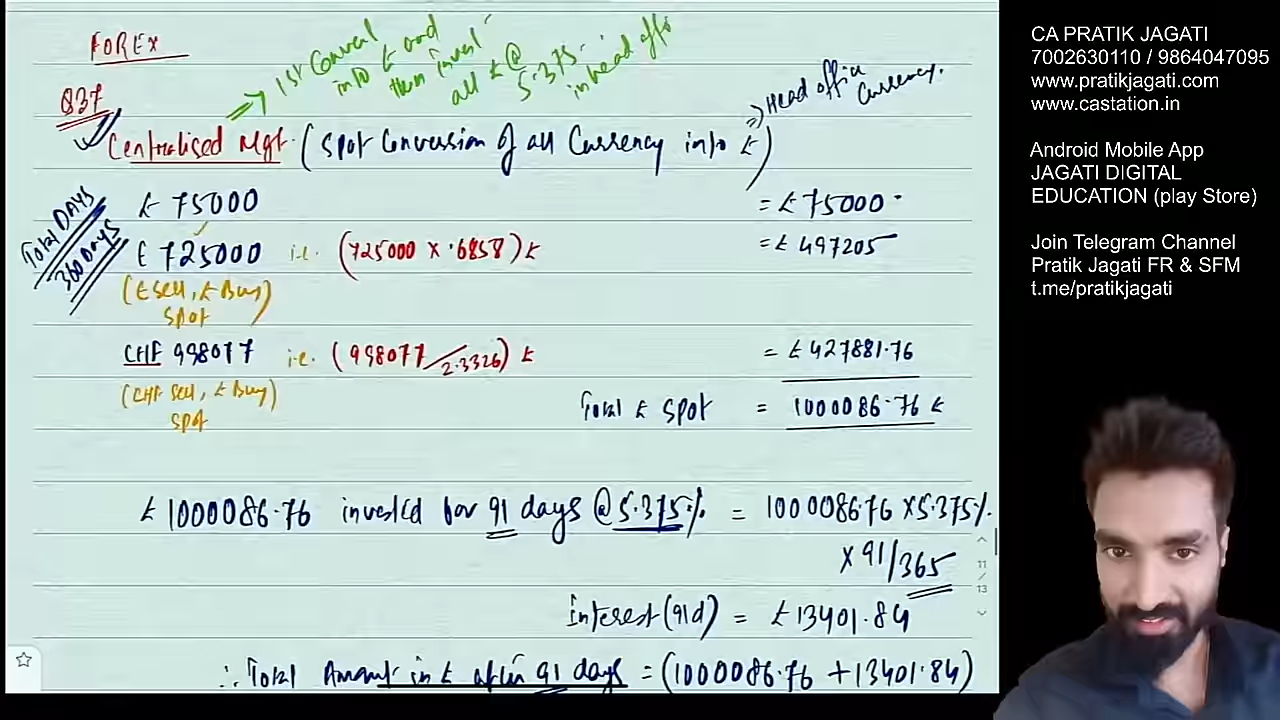 FOREX
→ 1st Convert
into £ and
then invest
all £ @
5.375%
in head office
Q37
Centralised Mgt. (Spot Conversion of all Currency into £)
⇒ Head office
Currency.
TOTAL DAYS
360 DAYS
£ 75000 = £ 75000
€ 725000 i.e. (725000 × .6858) £ = £ 497205
(€ Sell, £ Buy)
Spot
CHF 998077 i.e. (998077/2.3326) £ = £ 427881.76
(CHF Sell, £ Buy)
Spot
Total £ Spot = 1000086.76 £
£ 1000086.76 invested for 91 days @ 5.375% = 1000086.76 × 5.375%
× 91/365
Interest (91d) = £ 13401.84
∴ Total Amount in £ after 91 days = (1000086.76 + 13401.84)
11
/
13
CA PRATIK JAGATI
7002630110 / 9864047095
www.pratikjagati.com
www.castation.in
Android Mobile App
JAGATI DIGITAL
EDUCATION (play Store)
Join Telegram Channel
Pratik Jagati FR & SFM
t.me/pratikjagati